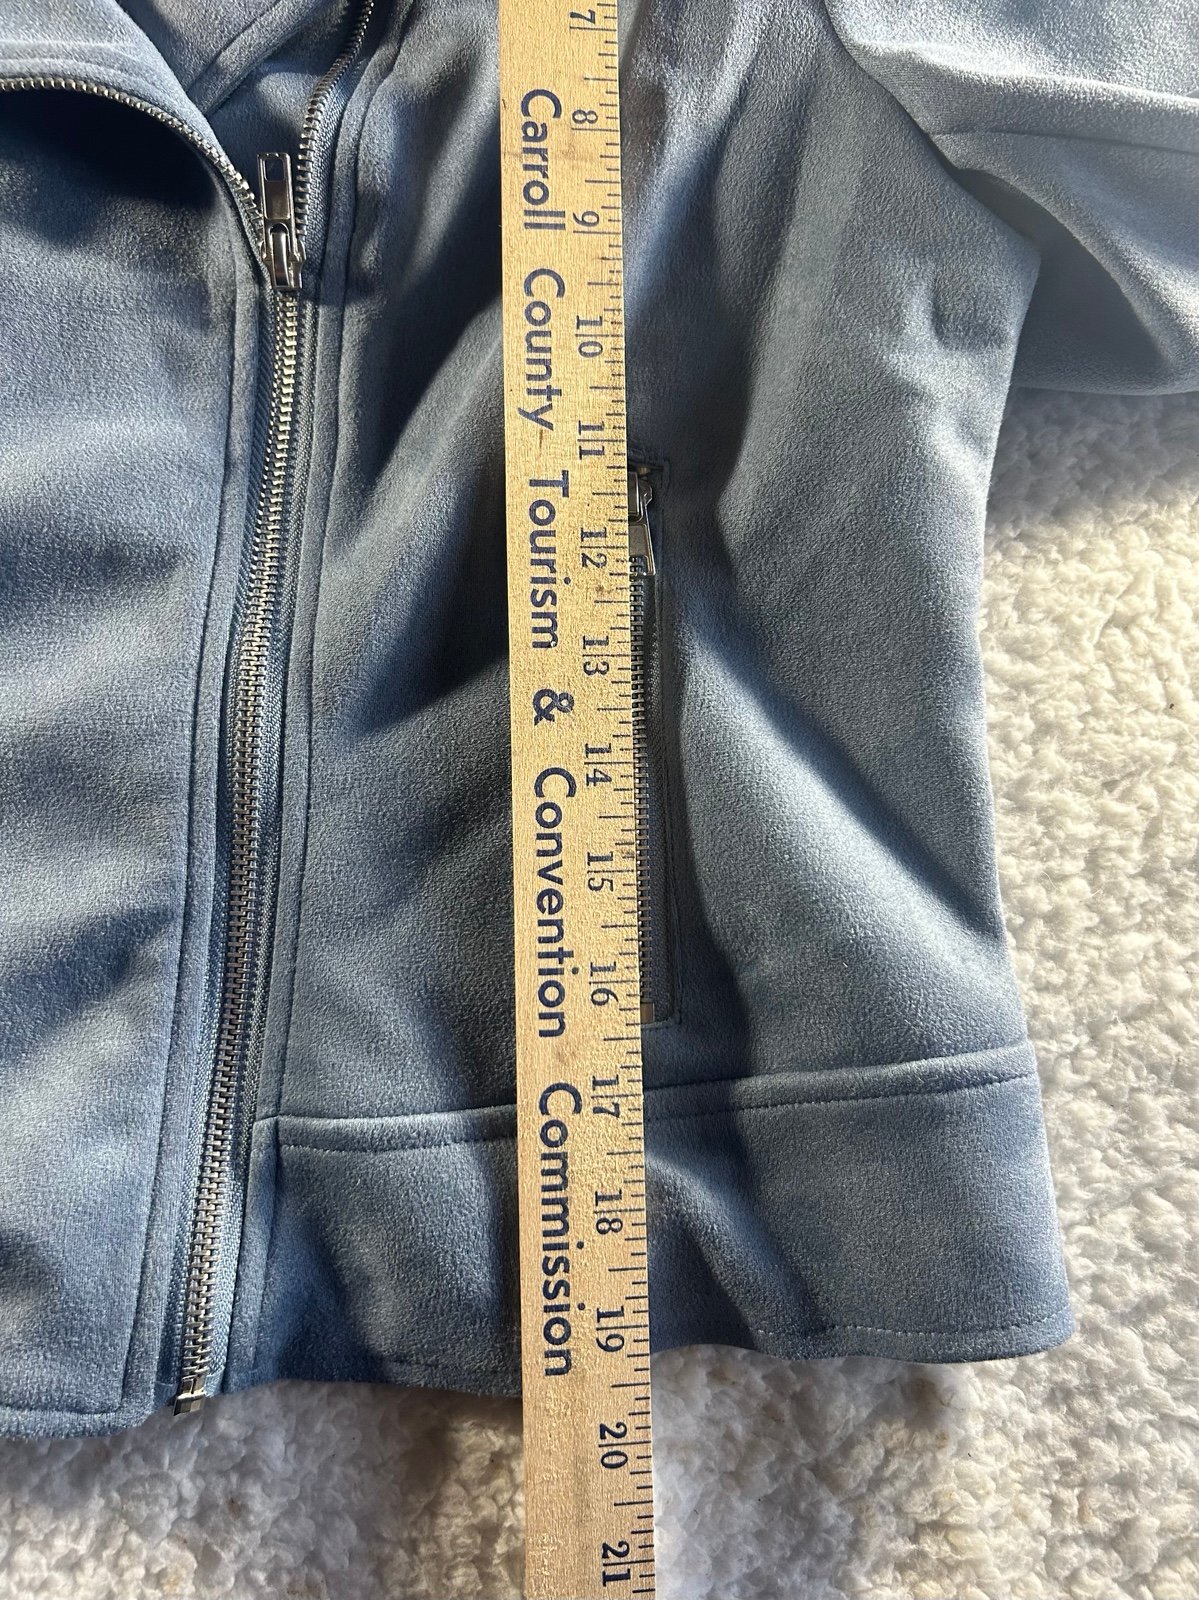 Carroll County Tourism & Convention Commission
7 8 9 10 11 12 13 14 15 16 17 18 19 20 21